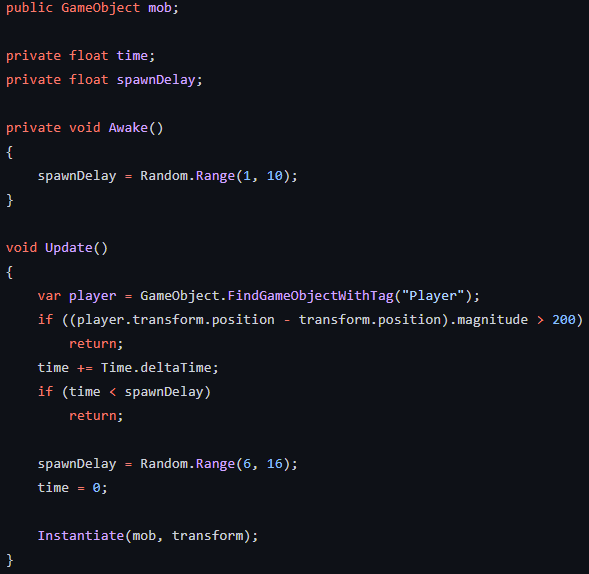 public GameObject mob;
private float time;
private float spawnDelay;
private void Awake()
{
    spawnDelay = Random.Range(1, 10);
}
void Update()
{
    var player = GameObject.FindGameObjectWithTag("Player");
    if ((player.transform.position - transform.position).magnitude > 200)
        return;
    time += Time.deltaTime;
    if (time < spawnDelay)
        return;
    spawnDelay = Random.Range(6, 16);
    time = 0;
    Instantiate(mob, transform);
}